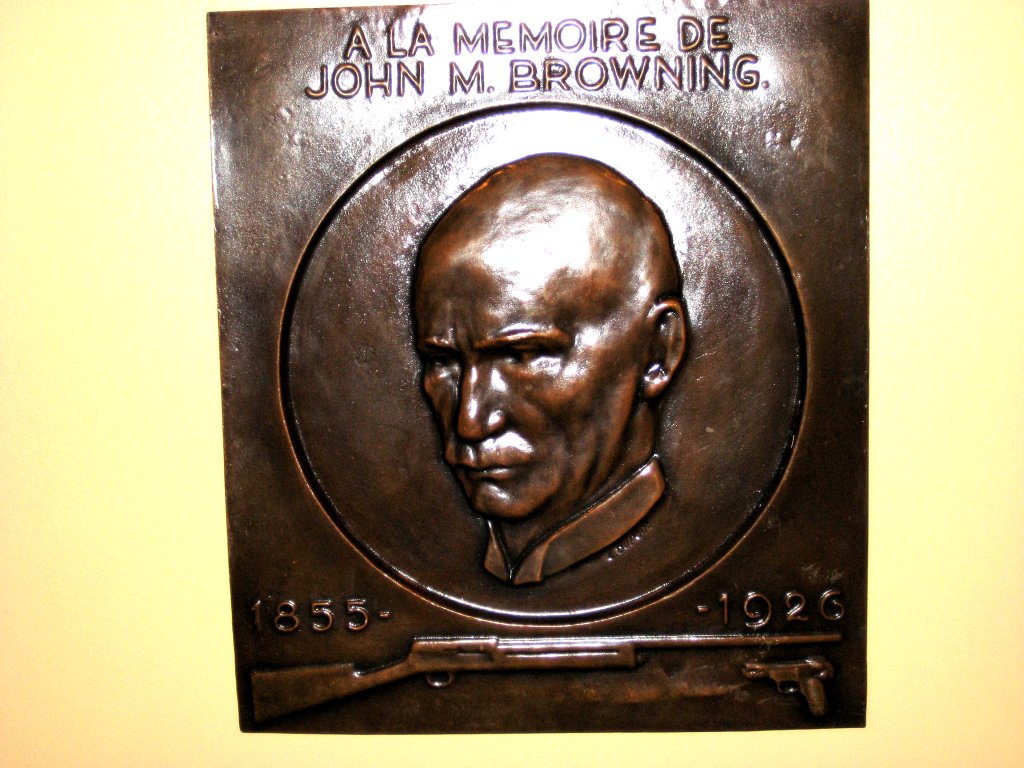 A LA MEMOIRE DE
JOHN M. BROWNING.
1855- -1926